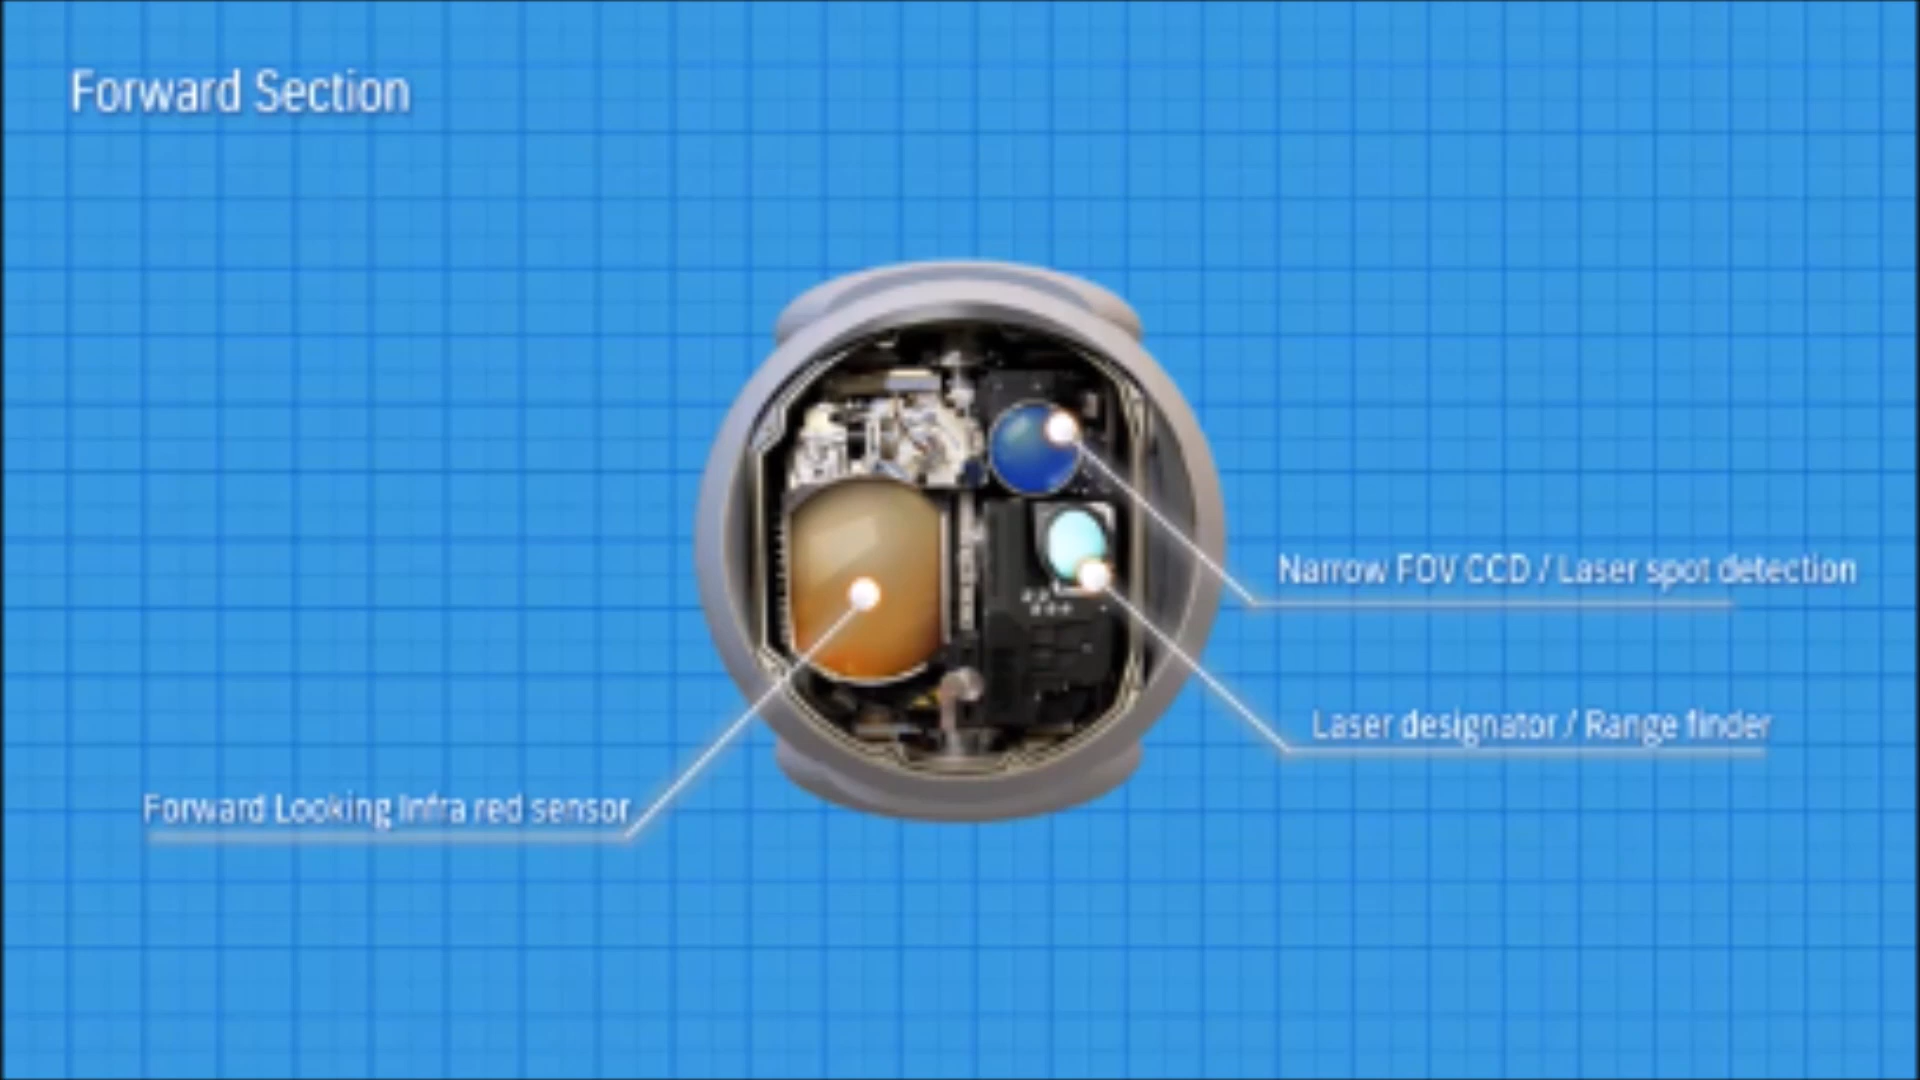 Forward Section
Narrow FOV CCD / Laser spot detection
Laser designator / Range finder
Forward Looking Infra red sensor